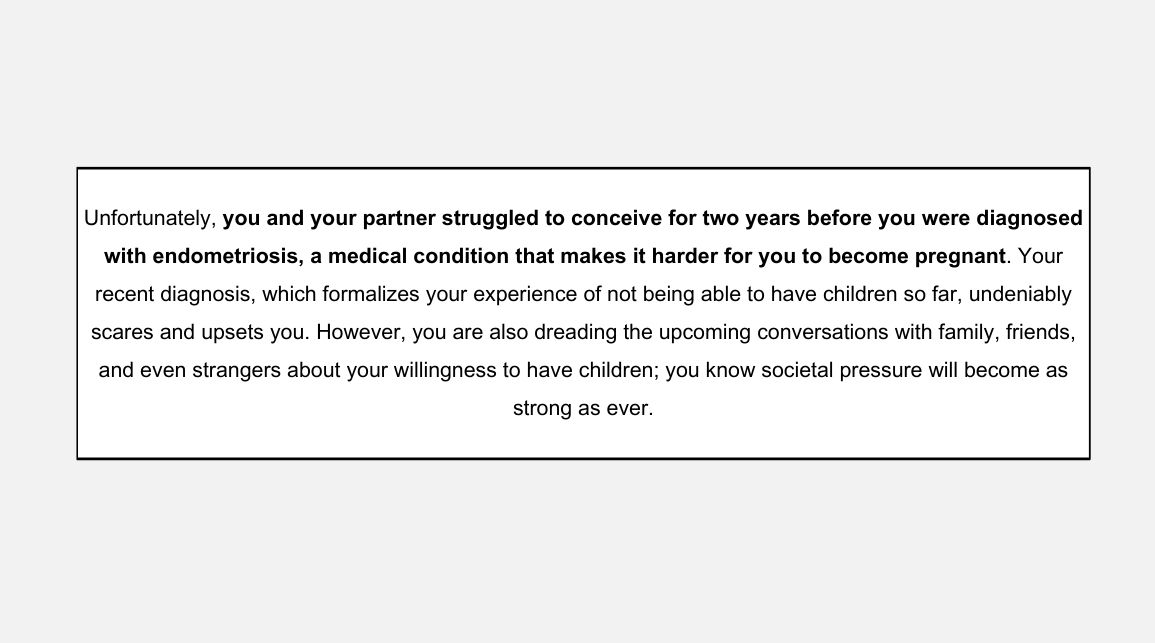 Unfortunately, you and your partner struggled to conceive for two years before you were diagnosed
with endometriosis, a medical condition that makes it harder for you to become pregnant. Your
recent diagnosis, which formalizes your experience of not being able to have children so far, undeniably
scares and upsets you. However, you are also dreading the upcoming conversations with family, friends,
and even strangers about your willingness to have children; you know societal pressure will become as
strong as ever.